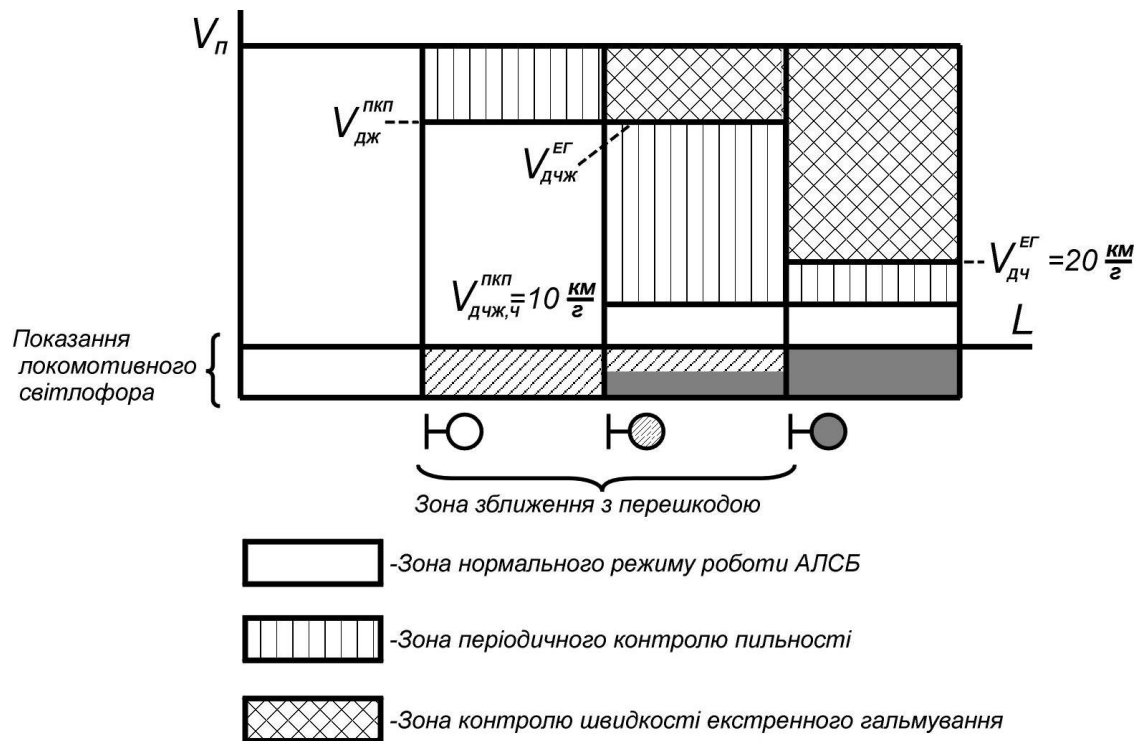 Vп
Vдж ПКП
Vдчж ЕГ
Vдч ЕГ =20 км/г
Vдчж,ч ПКП =10 км/г
L
Показання
локомотивного
світлофора
Зона зближення з перешкодою
-Зона нормального режиму роботи АЛСБ
-Зона періодичного контролю пильності
-Зона контролю швидкості екстренного гальмування